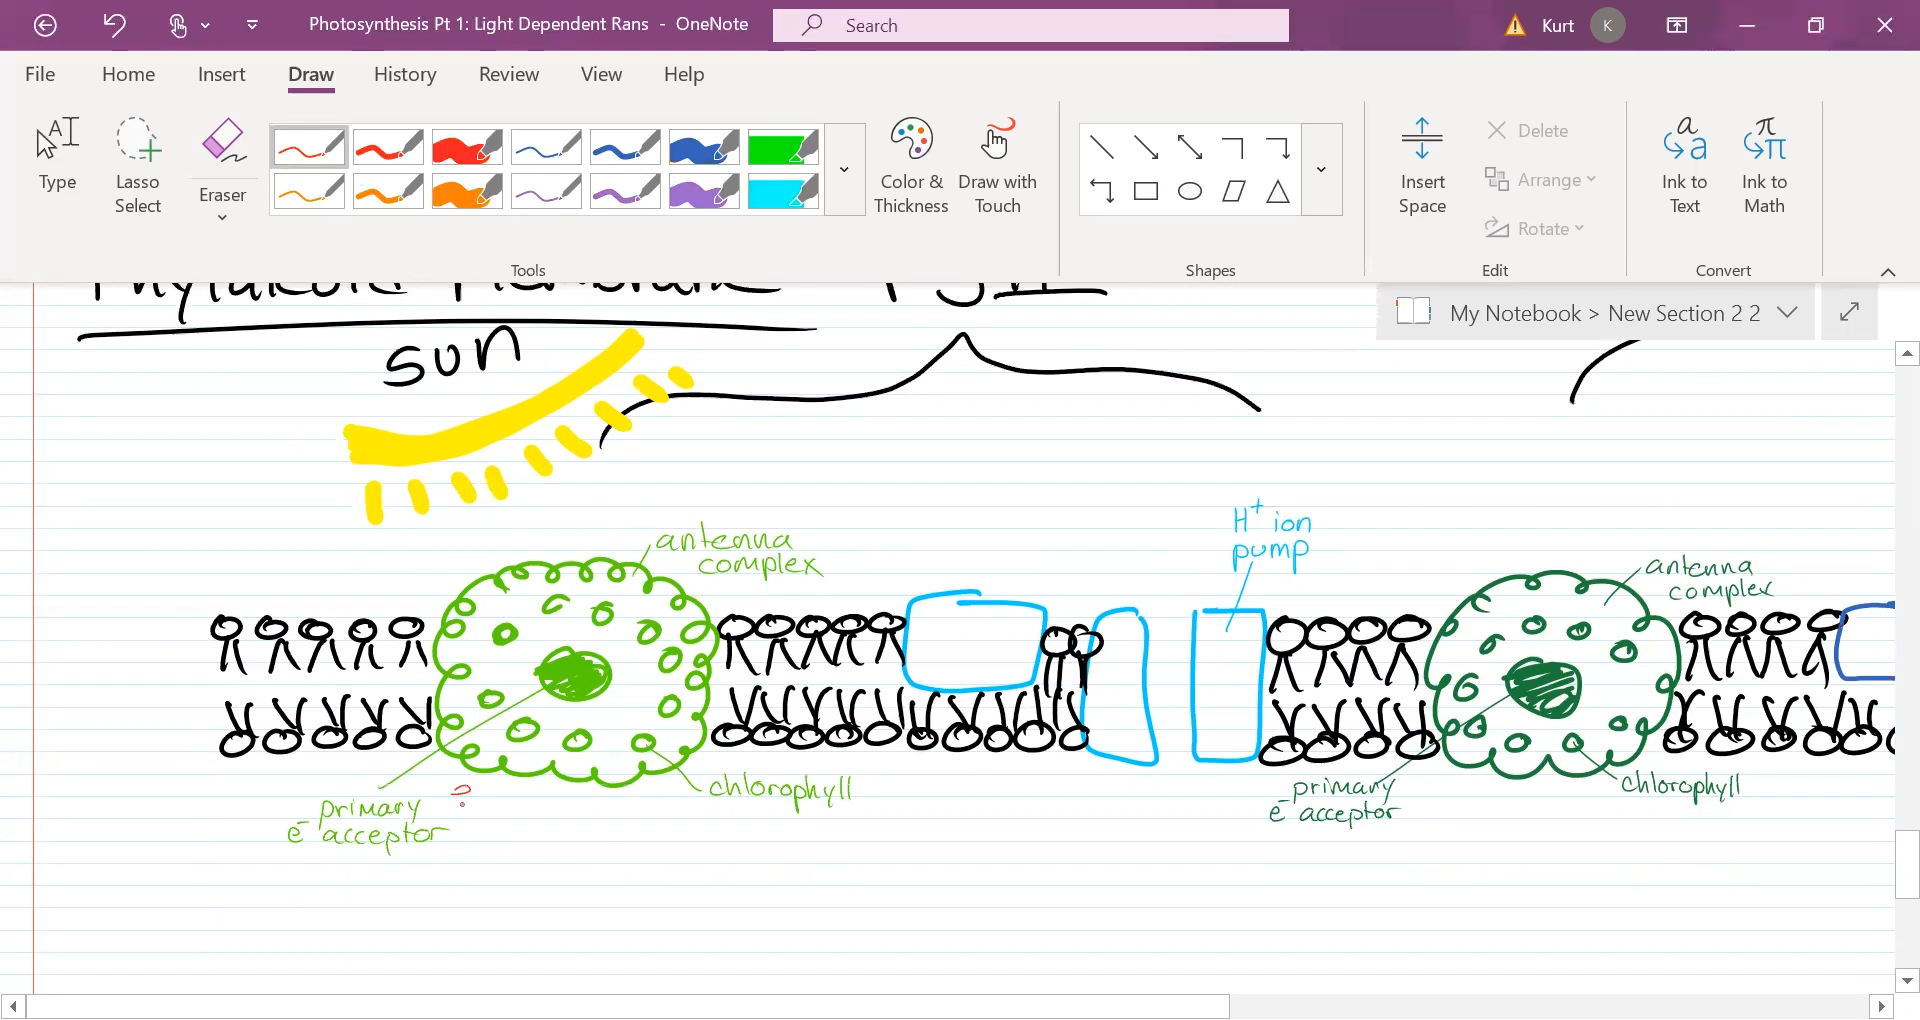 Photosynthesis Pt 1: Light Dependent Rans - OneNote
Search
Kurt
K
File
Home
Insert
Draw
History
Review
View
Help
Type
Lasso Select
Eraser
Color & Thickness
Draw with Touch
Insert Space
Delete
Arrange
Rotate
Ink to Text
Ink to Math
Tools
Shapes
Edit
Convert
My Notebook > New Section 2 2
Membrane
sun
H+ ion
pump
antenna
complex
antenna
complex
primary
e- acceptor
?
chlorophyll
primary
e- acceptor
chlorophyll